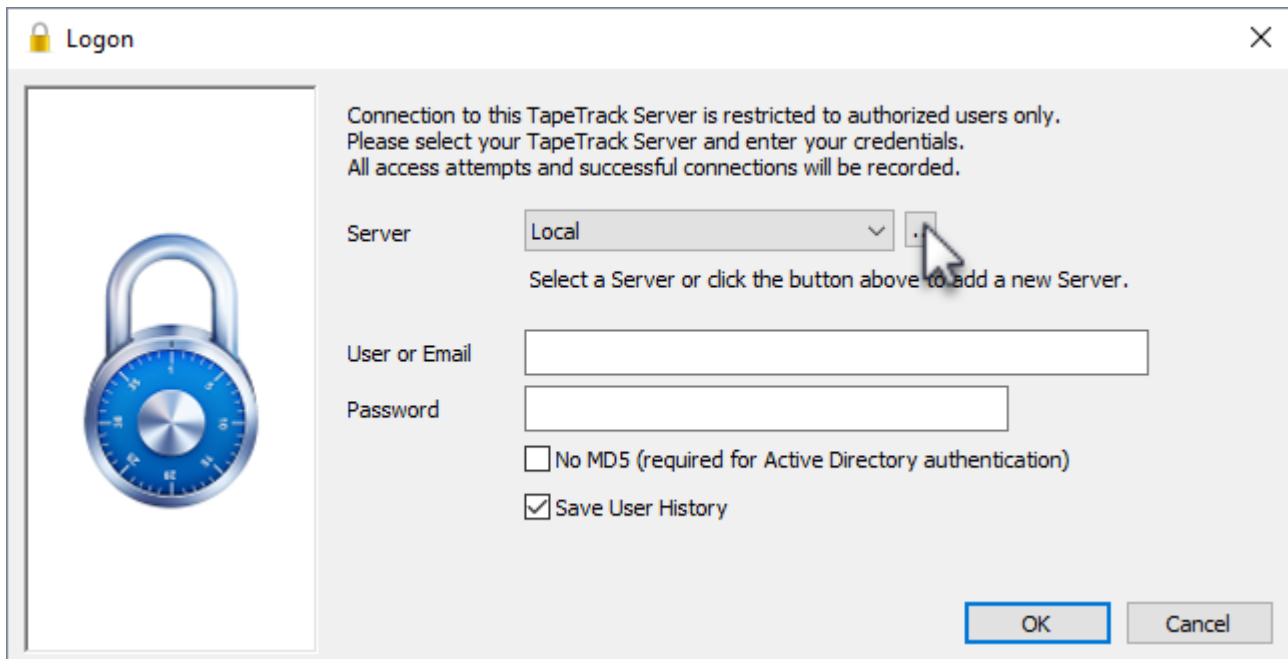 Logon
Connection to this TapeTrack Server is restricted to authorized users only.
Please select your TapeTrack Server and enter your credentials.
All access attempts and successful connections will be recorded.
Server
Local
Select a Server or click the button above to add a new Server.
User or Email
Password
No MD5 (required for Active Directory authentication)
Save User History
OK
Cancel